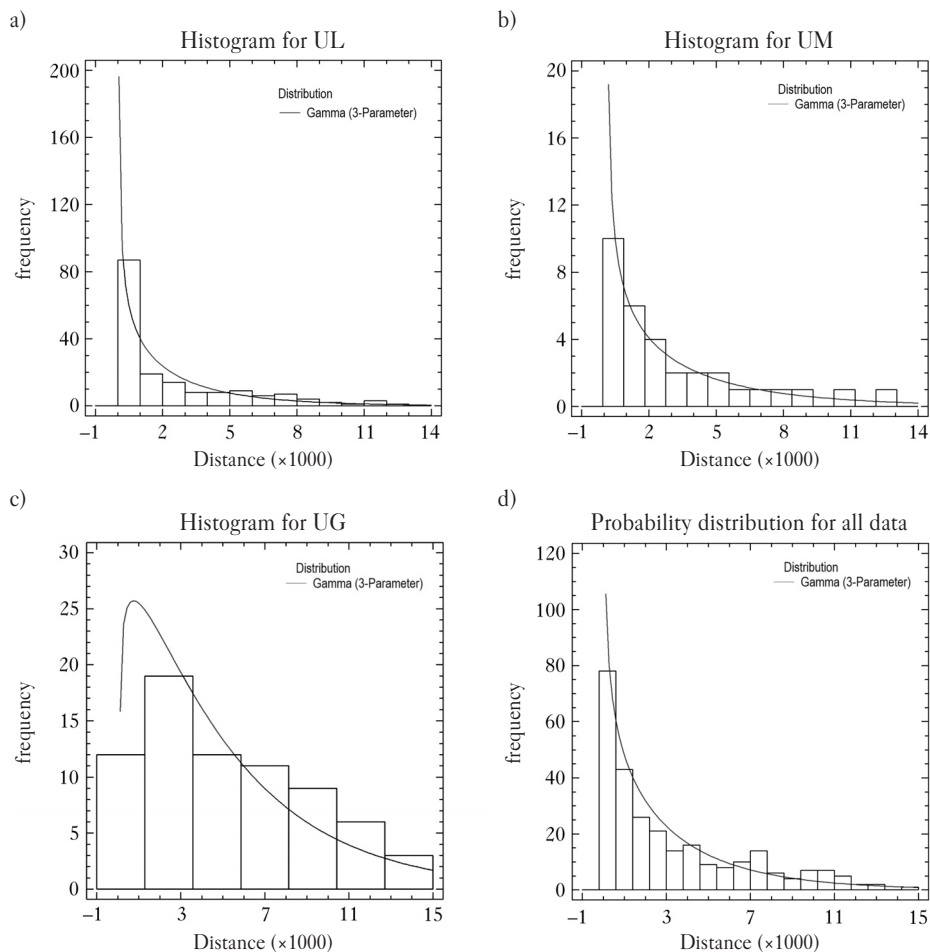 a)
Histogram for UL
200
160
120
80
40
0
frequency
Distribution
Gamma (3-Parameter)
−1 2 5 8 11 14
Distance (×1000)
b)
Histogram for UM
20
16
12
8
4
0
frequency
Distribution
Gamma (3-Parameter)
−1 2 5 8 11 14
Distance (×1000)
c)
Histogram for UG
30
25
20
15
10
5
0
frequency
Distribution
Gamma (3-Parameter)
−1 3 7 11 15
Distance (×1000)
d)
Probability distribution for all data
120
100
80
60
40
20
0
frequency
Distribution
Gamma (3-Parameter)
−1 3 7 11 15
Distance (×1000)